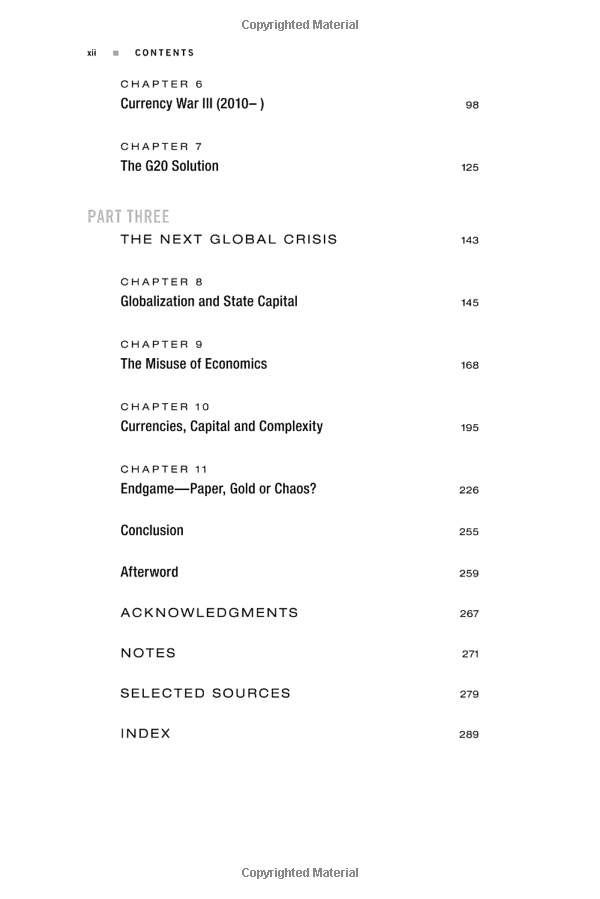 Copyrighted Material
xii ■ CONTENTS
CHAPTER 6
Currency War III (2010– ) 98
CHAPTER 7
The G20 Solution 125
PART THREE
THE NEXT GLOBAL CRISIS 143
CHAPTER 8
Globalization and State Capital 145
CHAPTER 9
The Misuse of Economics 168
CHAPTER 10
Currencies, Capital and Complexity 195
CHAPTER 11
Endgame—Paper, Gold or Chaos? 226
Conclusion 255
Afterword 259
ACKNOWLEDGMENTS 267
NOTES 271
SELECTED SOURCES 279
INDEX 289
Copyrighted Material